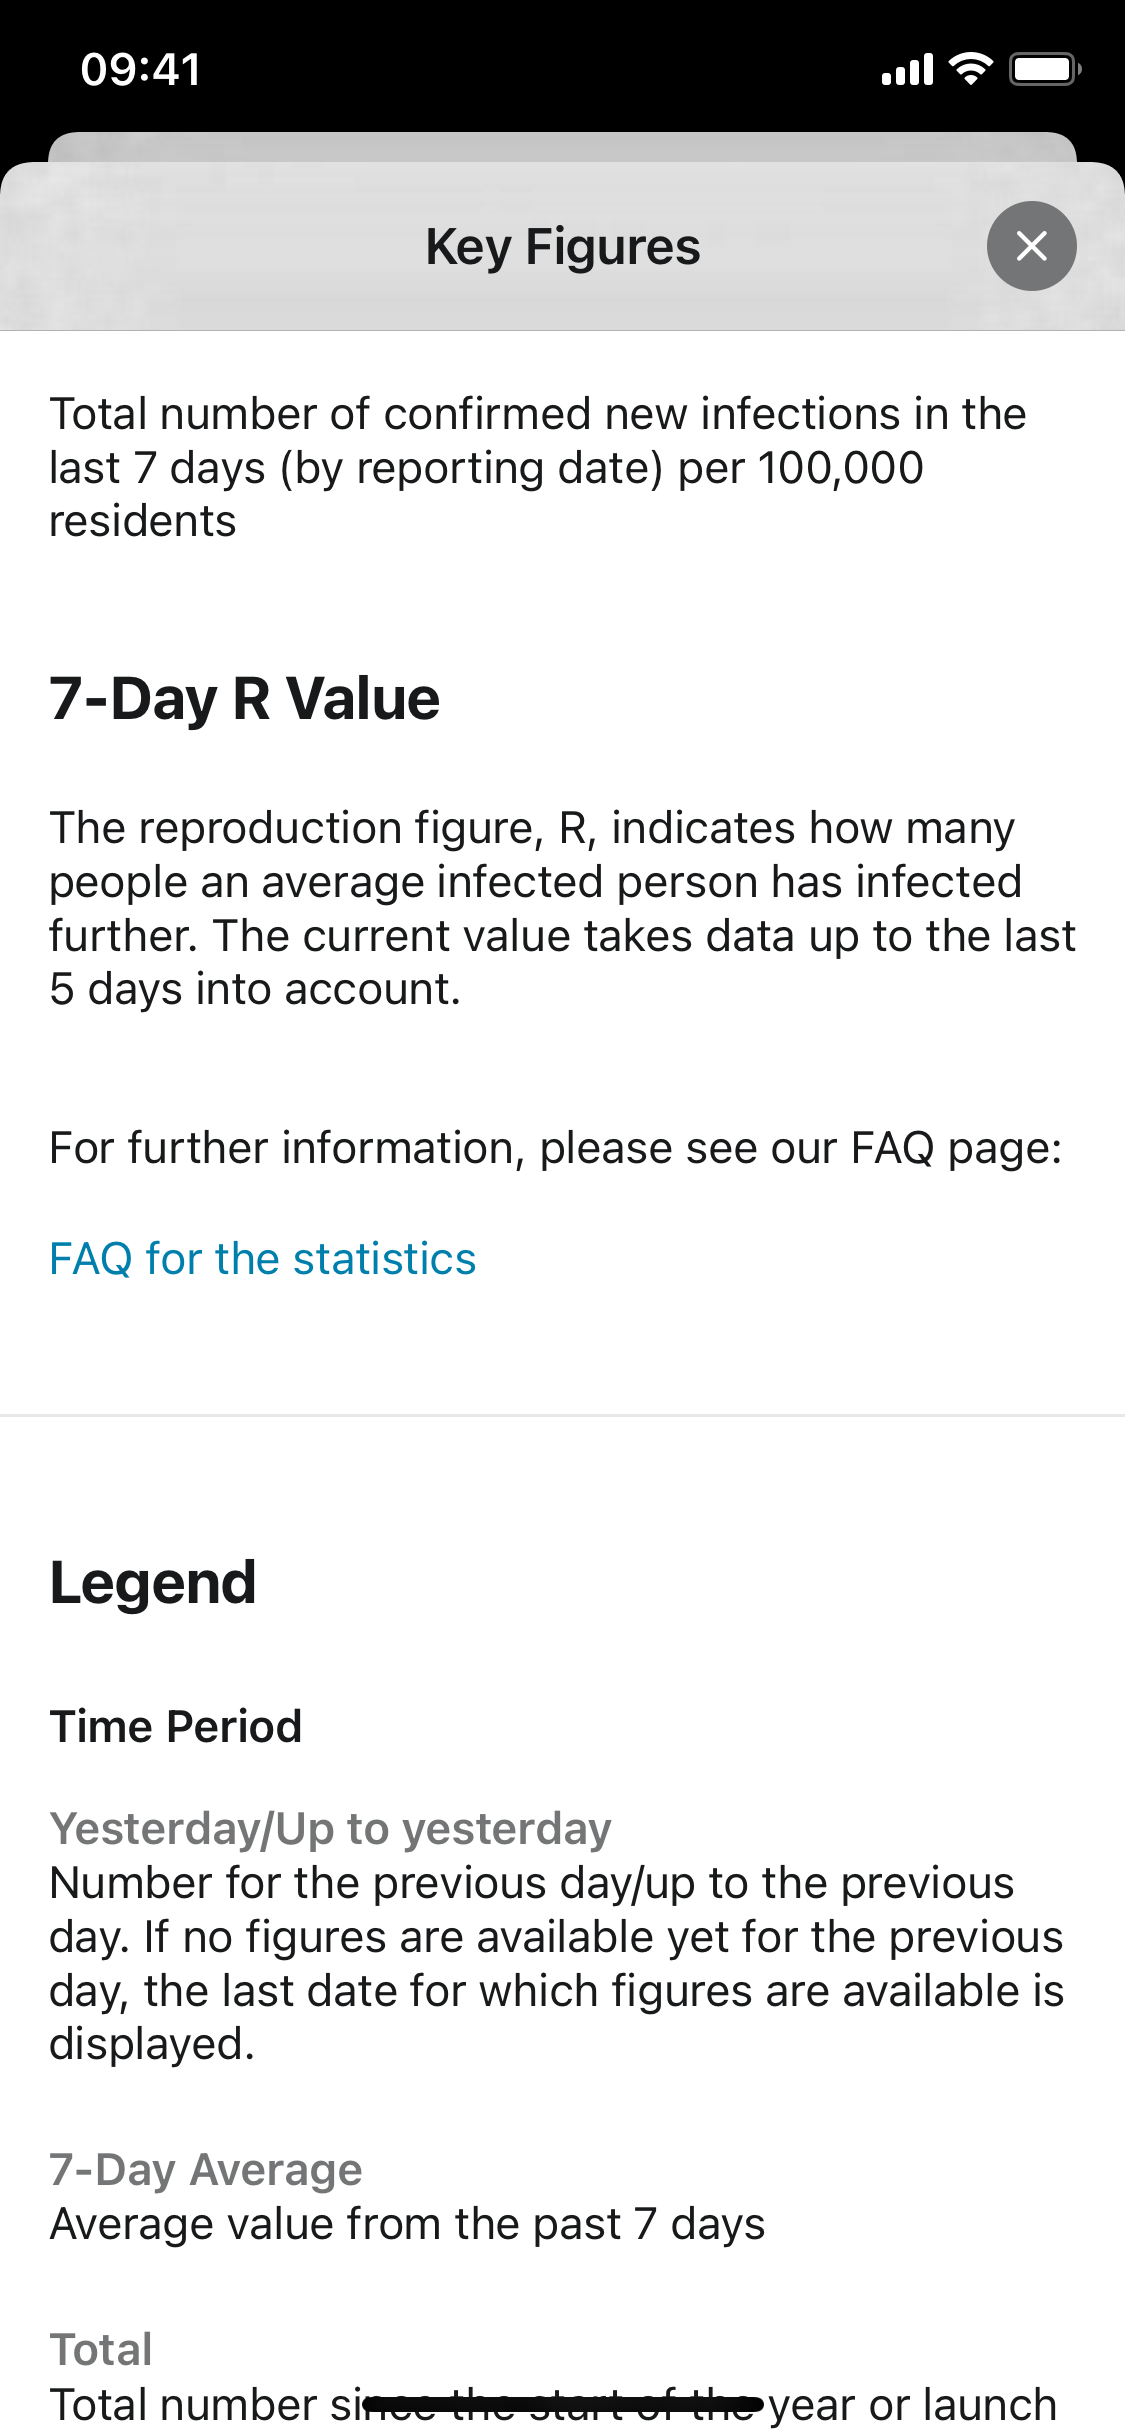 09:41
Key Figures
Total number of confirmed new infections in the
last 7 days (by reporting date) per 100,000
residents
7-Day R Value
The reproduction figure, R, indicates how many
people an average infected person has infected
further. The current value takes data up to the last
5 days into account.
For further information, please see our FAQ page:
FAQ for the statistics
Legend
Time Period
Yesterday/Up to yesterday
Number for the previous day/up to the previous
day. If no figures are available yet for the previous
day, the last date for which figures are available is
displayed.
7-Day Average
Average value from the past 7 days
Total
Total number since the start of the year or launch